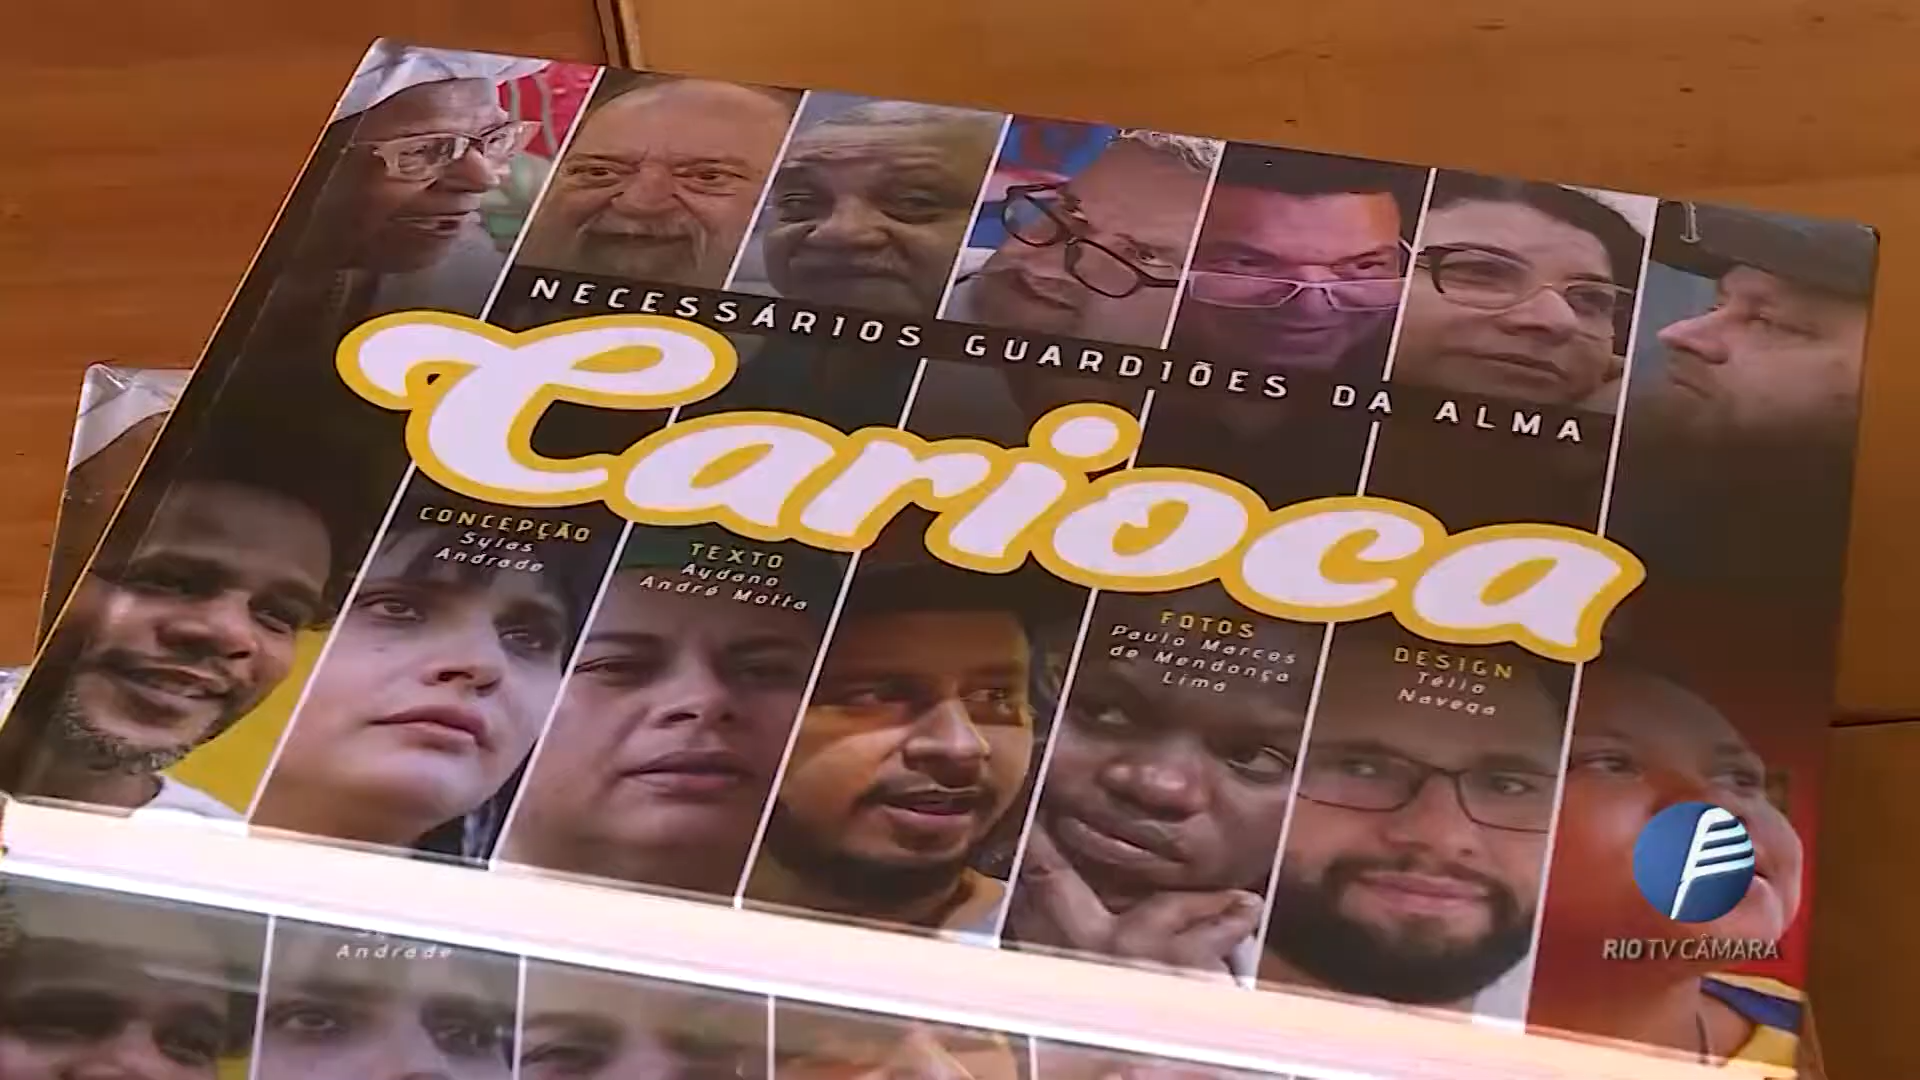 NECESSÁRIOS GUARDIÕES DA ALMA
Carioca
CONCEPÇÃO
Sylas
Andrade
TEXTO
Aydano
André Motta
FOTOS
Paulo Marcos
de Mendonça
Lima
DESIGN
Télio
Navega
RIO TV CÂMARA
Andrade